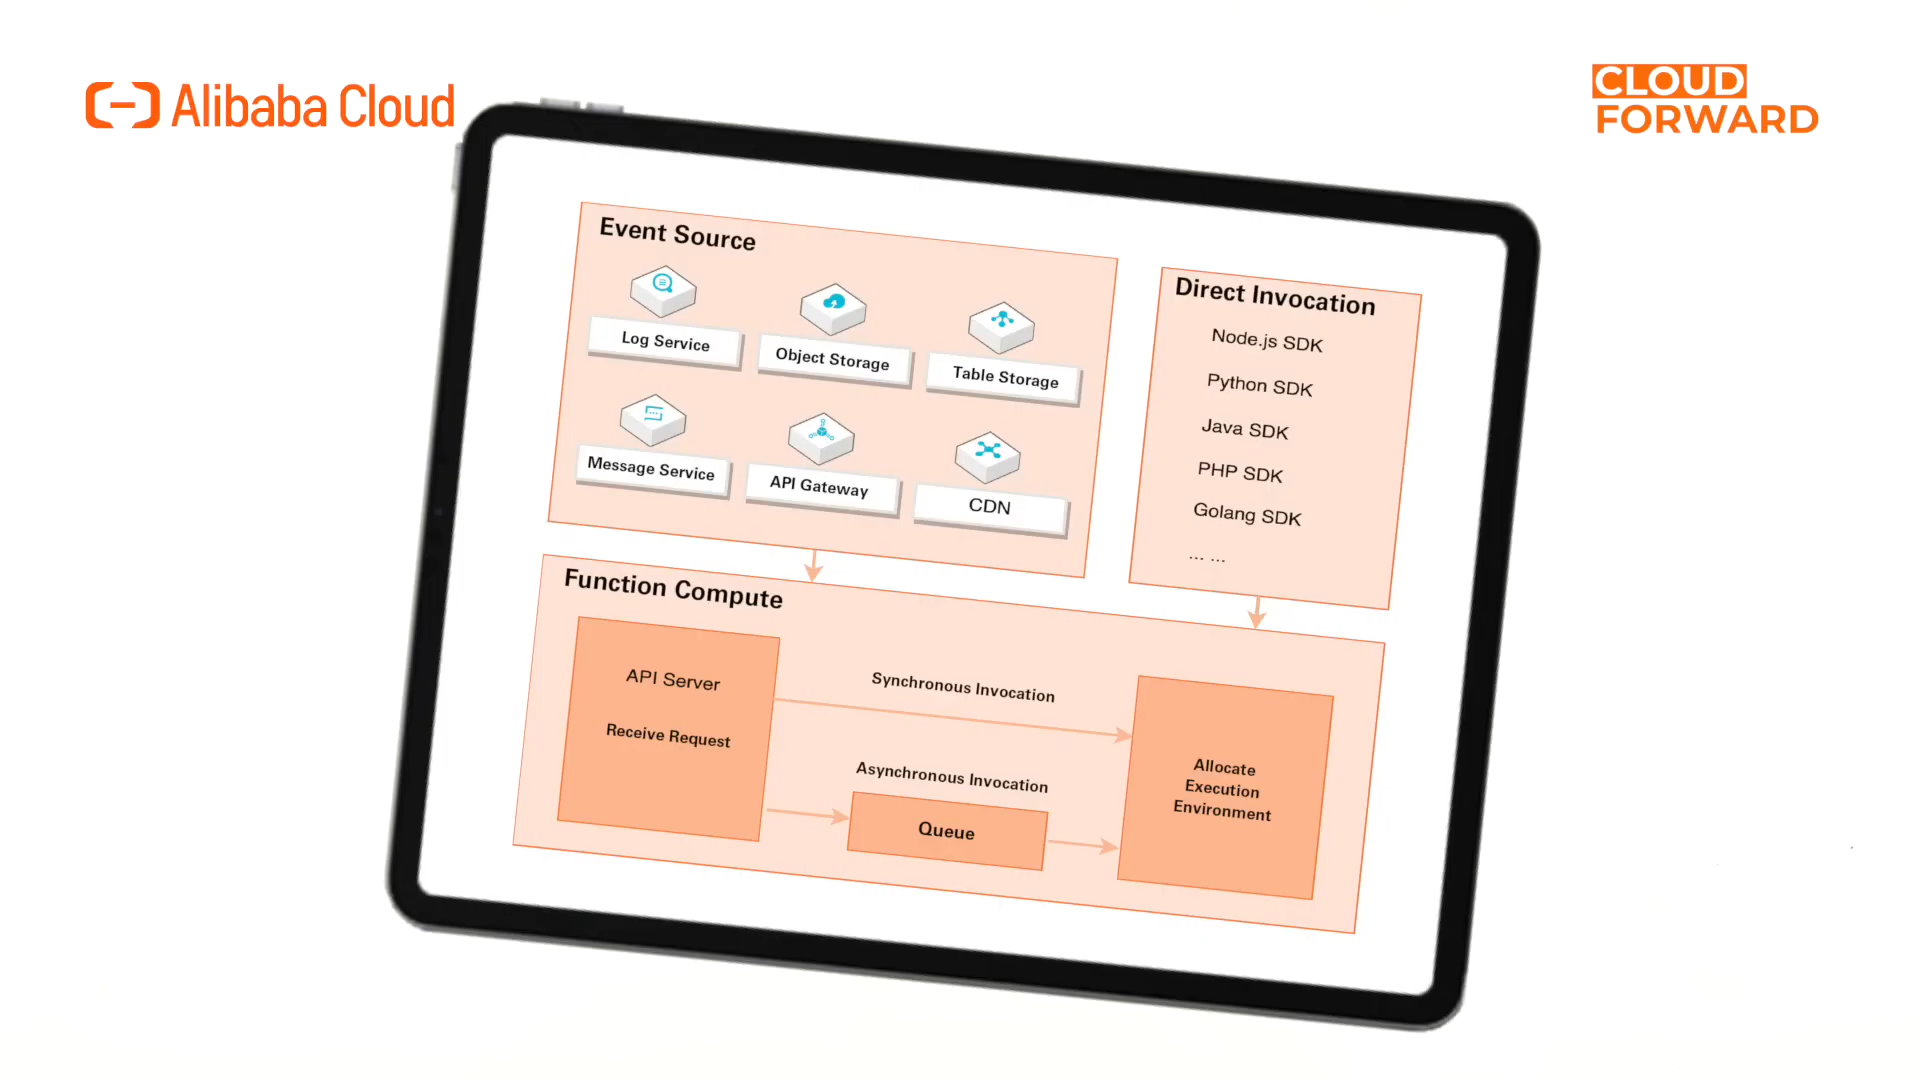 Alibaba Cloud
CLOUD
FORWARD
Event Source
Log Service
Object Storage
Table Storage
Message Service
API Gateway
CDN
Direct Invocation
Node.js SDK
Python SDK
Java SDK
PHP SDK
Golang SDK
... ...
Function Compute
API Server
Receive Request
Synchronous Invocation
Asynchronous Invocation
Queue
Allocate
Execution
Environment